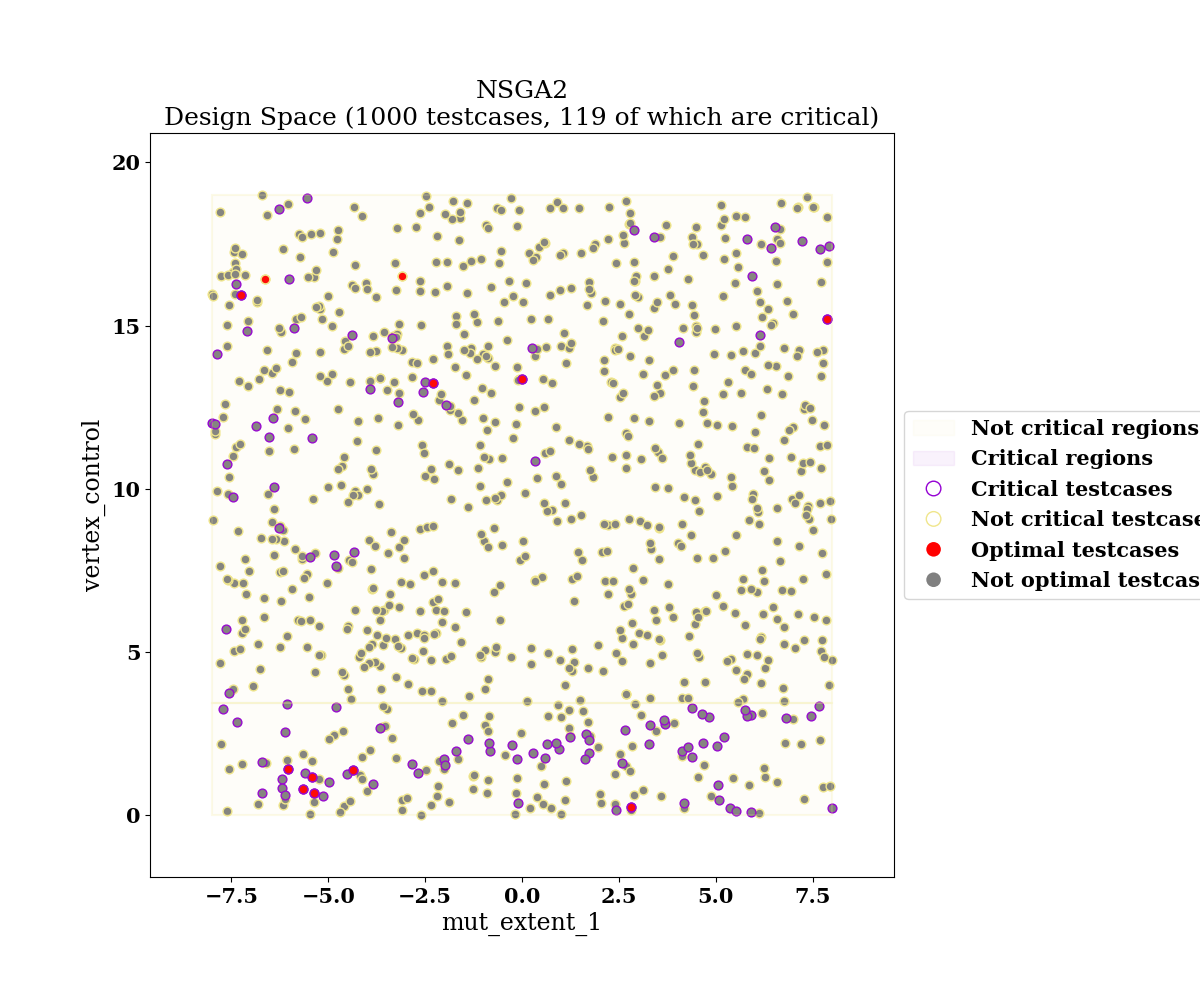 NSGA2
Design Space (1000 testcases, 119 of which are critical)
20
15
10
5
0
vertex_control
−7.5
−5.0
−2.5
0.0
2.5
5.0
7.5
mut_extent_1
Not critical regions
Critical regions
Critical testcases
Not critical testcase
Optimal testcases
Not optimal testcas